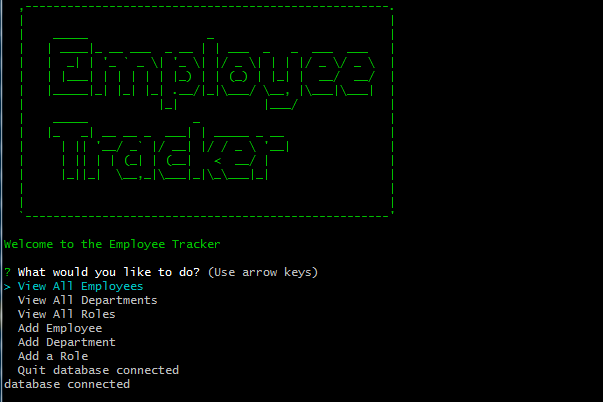 Employee
Tracker
Welcome to the Employee Tracker
? What would you like to do? (Use arrow keys)
> View All Employees
View All Departments
View All Roles
Add Employee
Add Department
Add a Role
Quit database connected
database connected